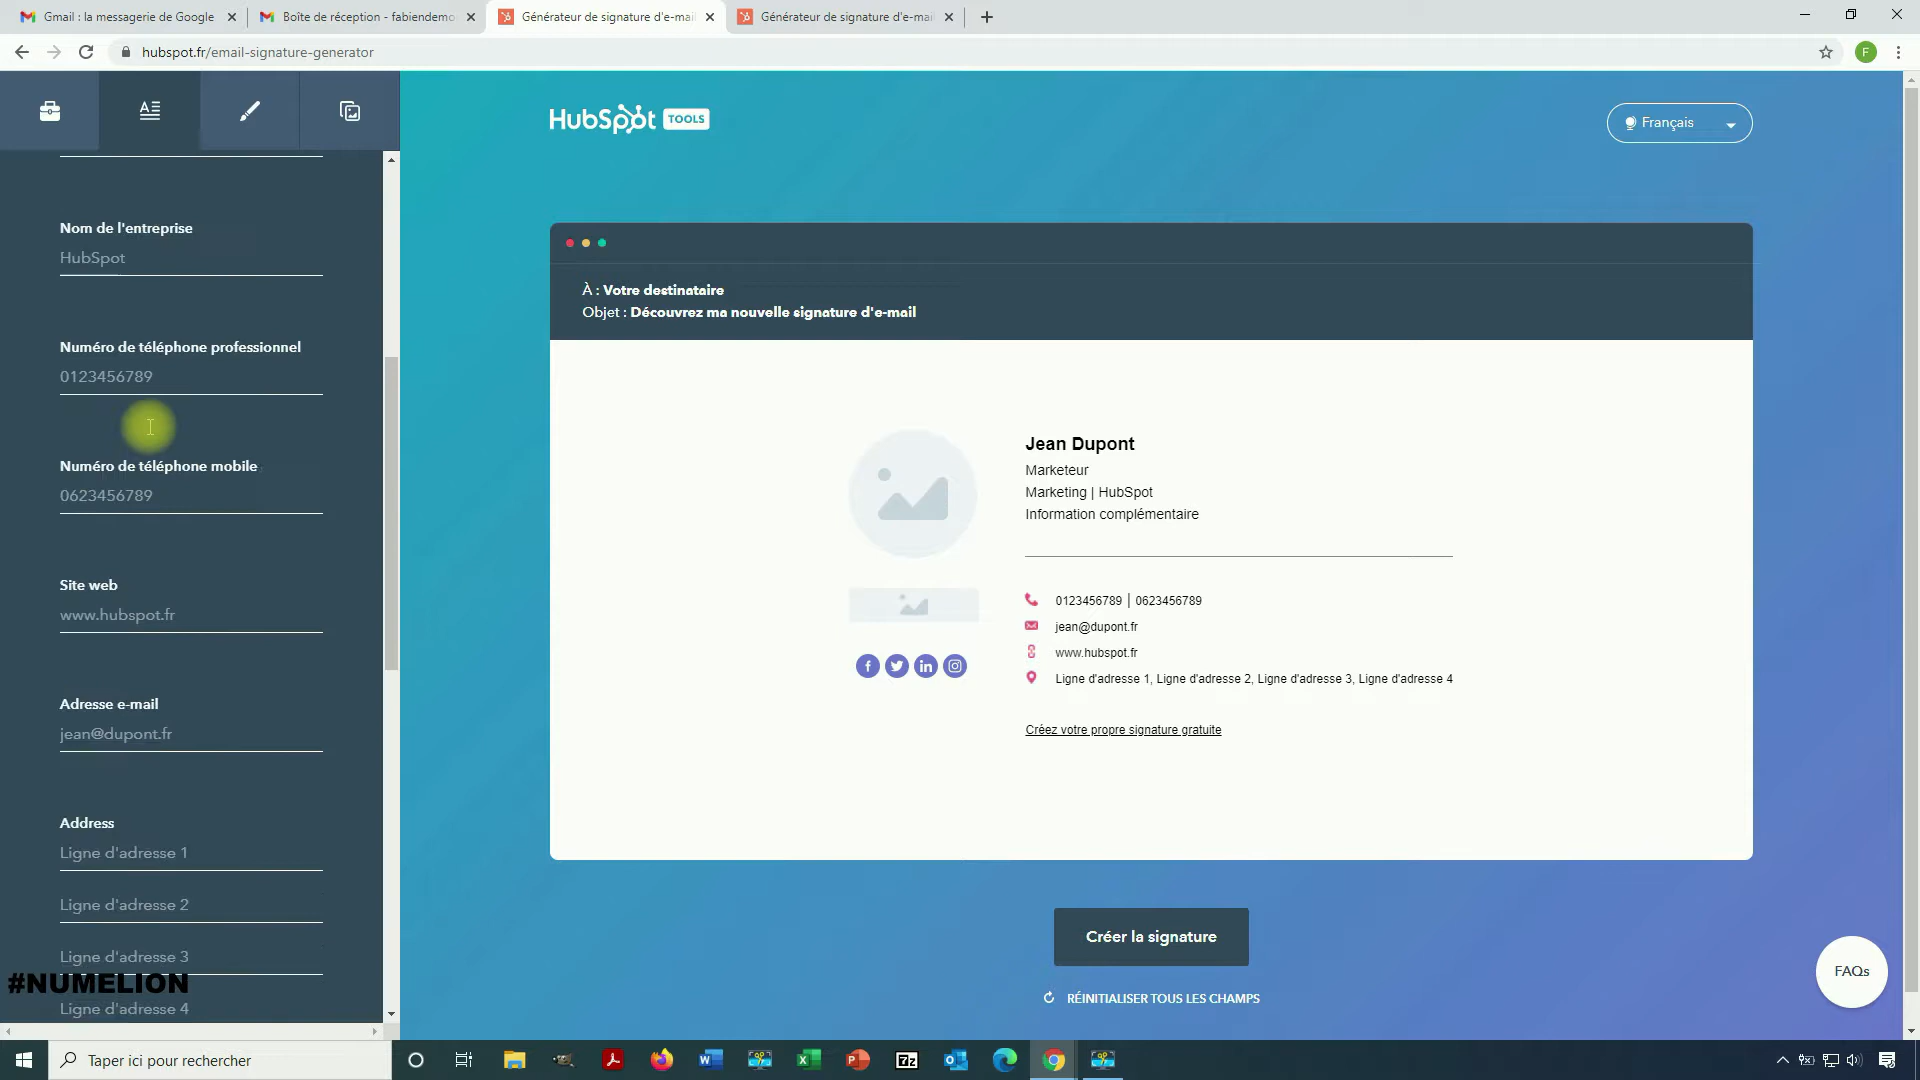 Gmail : la messagerie de Google
Boîte de réception - fabiendemo
Générateur de signature d'e-mail
Générateur de signature d'e-mail
hubspot.fr/email-signature-generator
F
HubSpot TOOLS
Français
Nom de l'entreprise
HubSpot
Numéro de téléphone professionnel
0123456789
Numéro de téléphone mobile
0623456789
Site web
www.hubspot.fr
Adresse e-mail
jean@dupont.fr
Address
Ligne d'adresse 1
Ligne d'adresse 2
Ligne d'adresse 3
#NUMELION
Ligne d'adresse 4
À : Votre destinataire
Objet : Découvrez ma nouvelle signature d'e-mail
Jean Dupont
Marketeur
Marketing | HubSpot
Information complémentaire
0123456789 | 0623456789
jean@dupont.fr
www.hubspot.fr
Ligne d'adresse 1, Ligne d'adresse 2, Ligne d'adresse 3, Ligne d'adresse 4
Créez votre propre signature gratuite
Créer la signature
RÉINITIALISER TOUS LES CHAMPS
FAQs
Taper ici pour rechercher